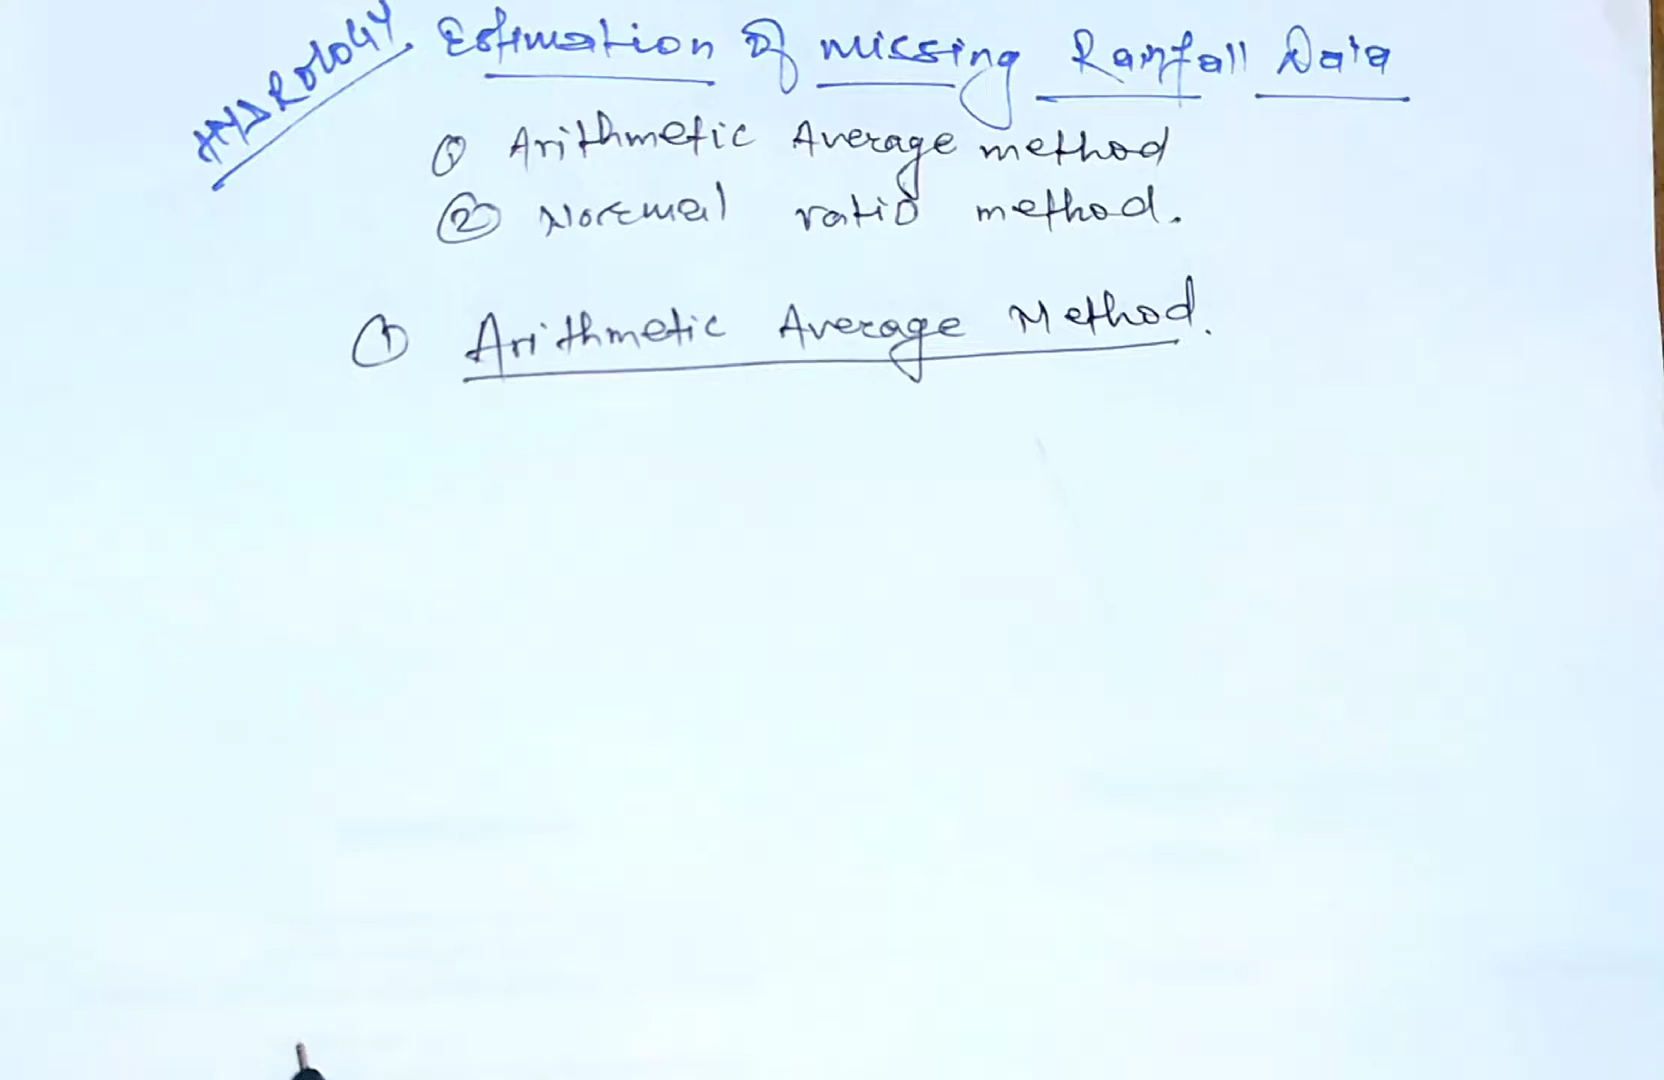 HYDROLOGY
Estimation of missing Rainfall Data
① Arithmetic Average method
② Normal ratio method.
① Arithmetic Average Method.